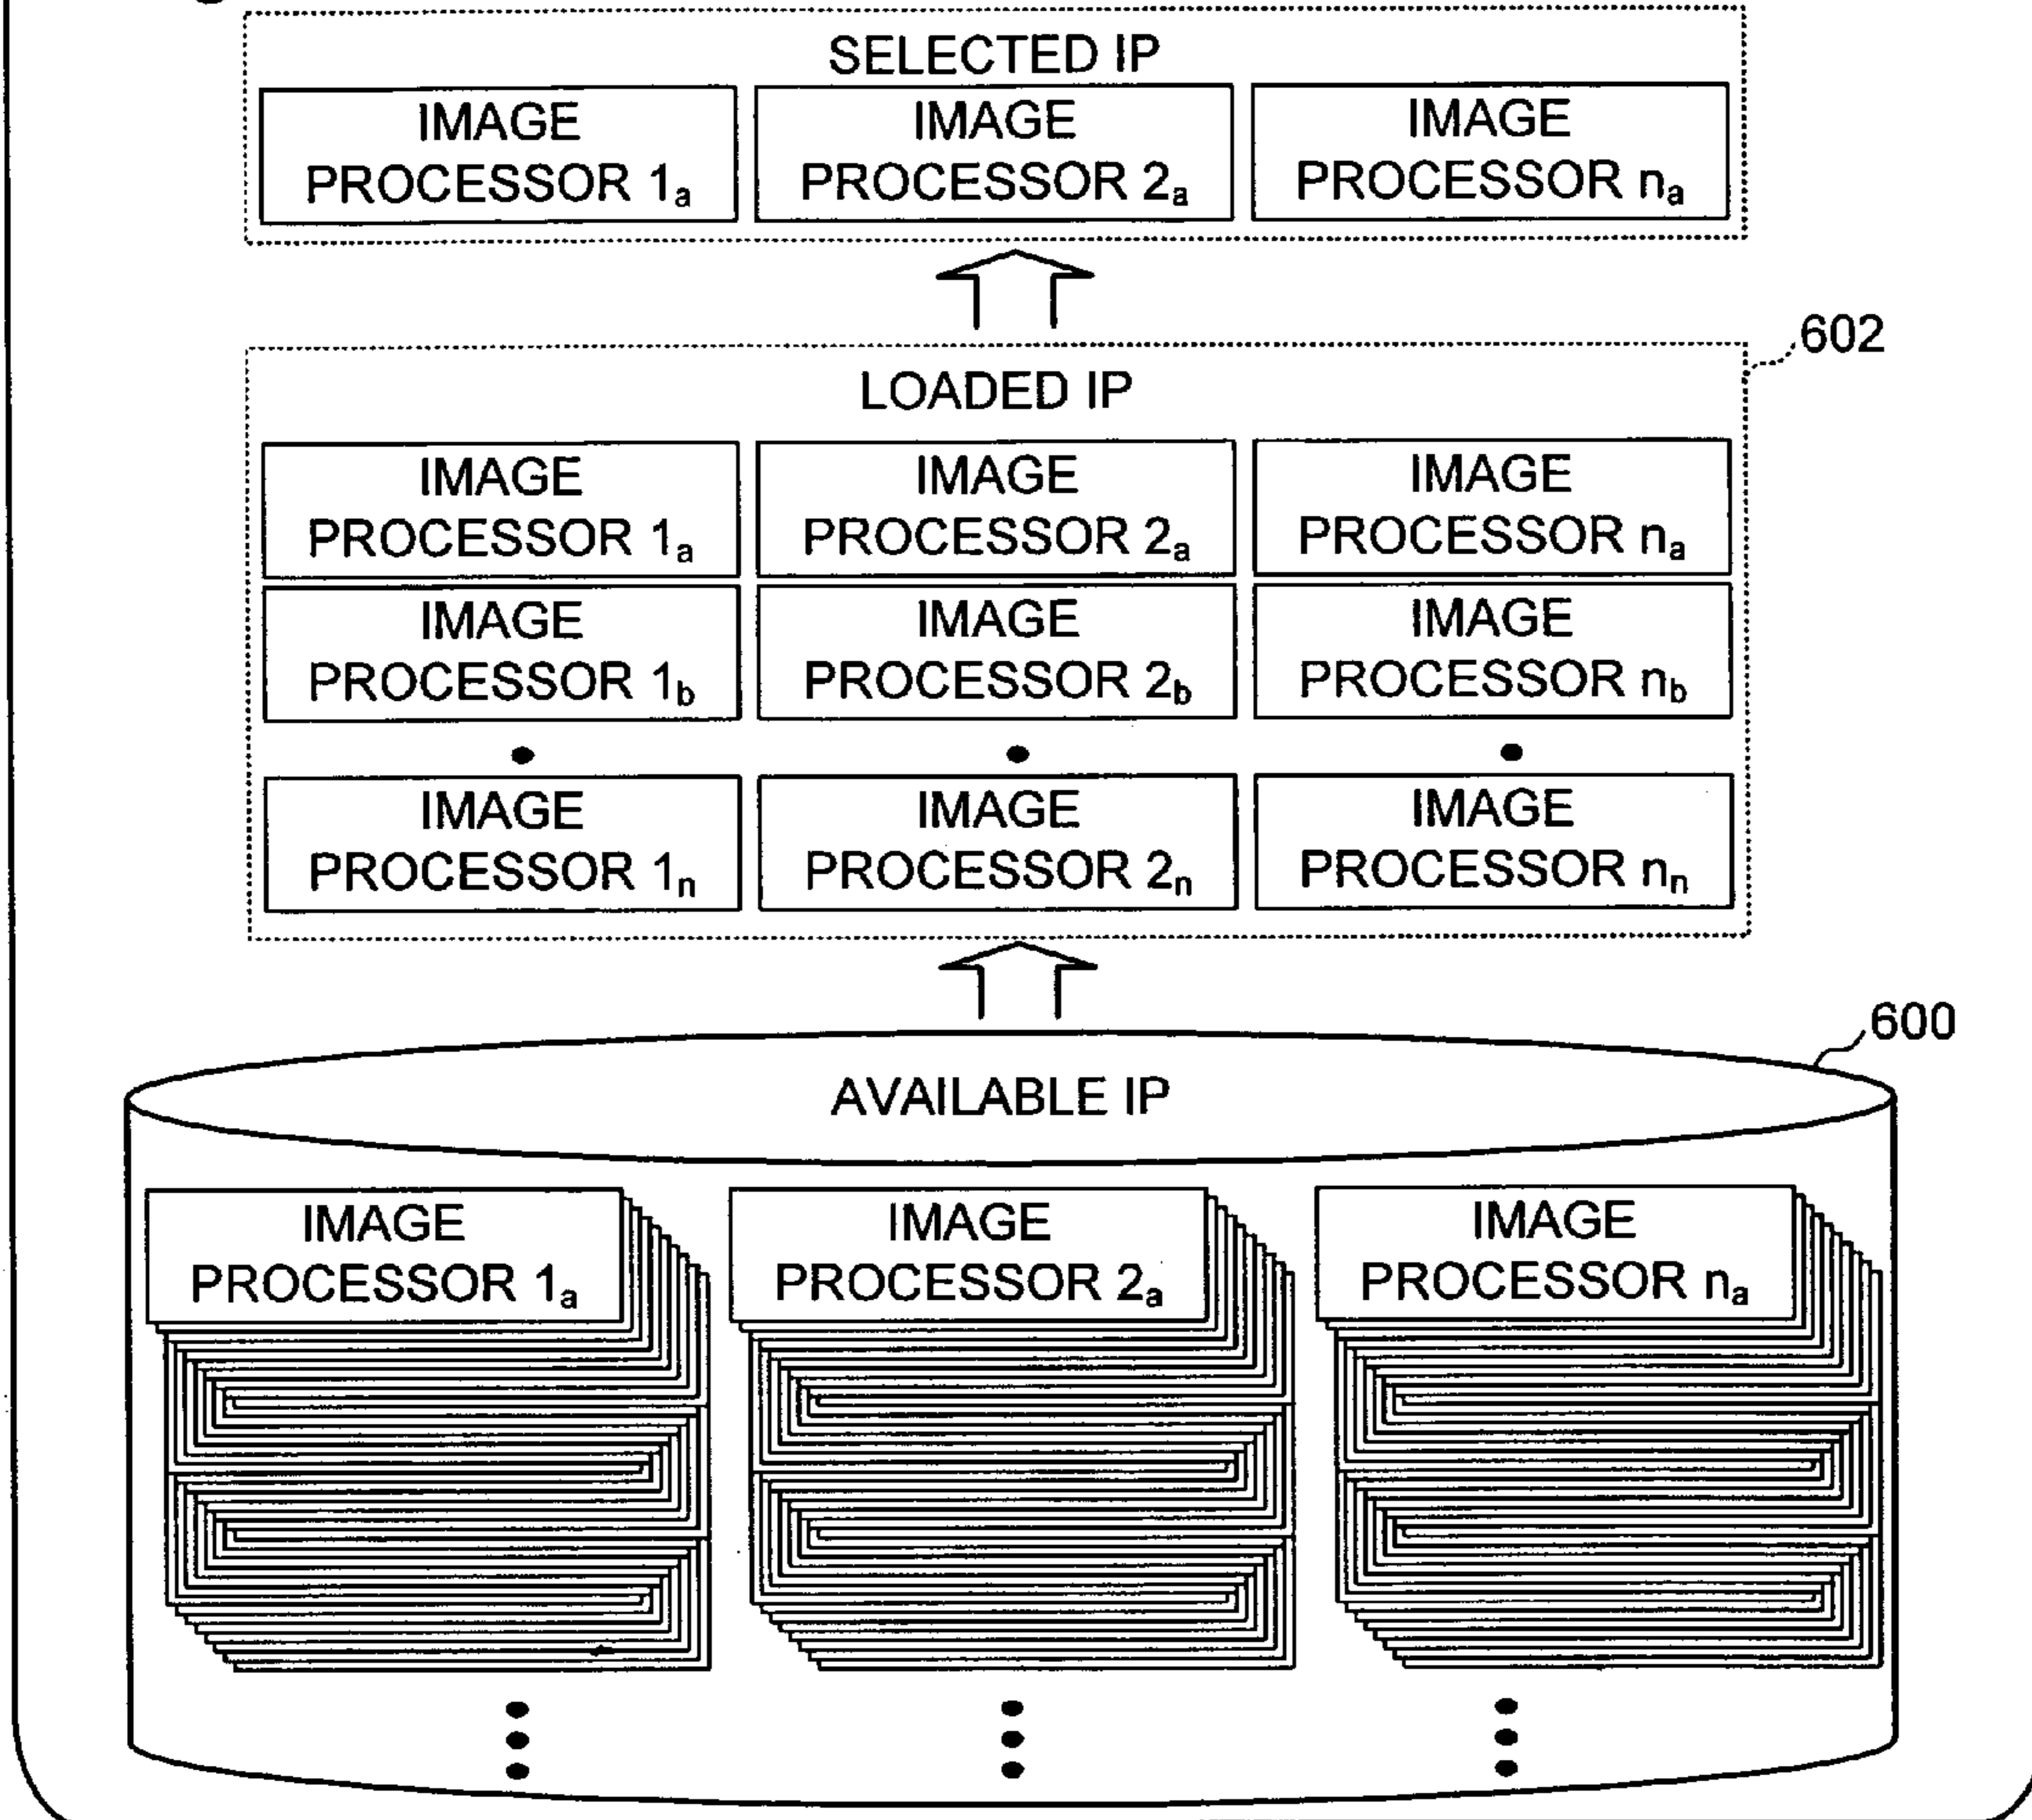 SELECTED IP
IMAGE PROCESSOR 1a
IMAGE PROCESSOR 2a
IMAGE PROCESSOR na
602
LOADED IP
IMAGE PROCESSOR 1a
IMAGE PROCESSOR 2a
IMAGE PROCESSOR na
IMAGE PROCESSOR 1b
IMAGE PROCESSOR 2b
IMAGE PROCESSOR nb
IMAGE PROCESSOR 1n
IMAGE PROCESSOR 2n
IMAGE PROCESSOR nn
600
AVAILABLE IP
IMAGE PROCESSOR 1a
IMAGE PROCESSOR 2a
IMAGE PROCESSOR na